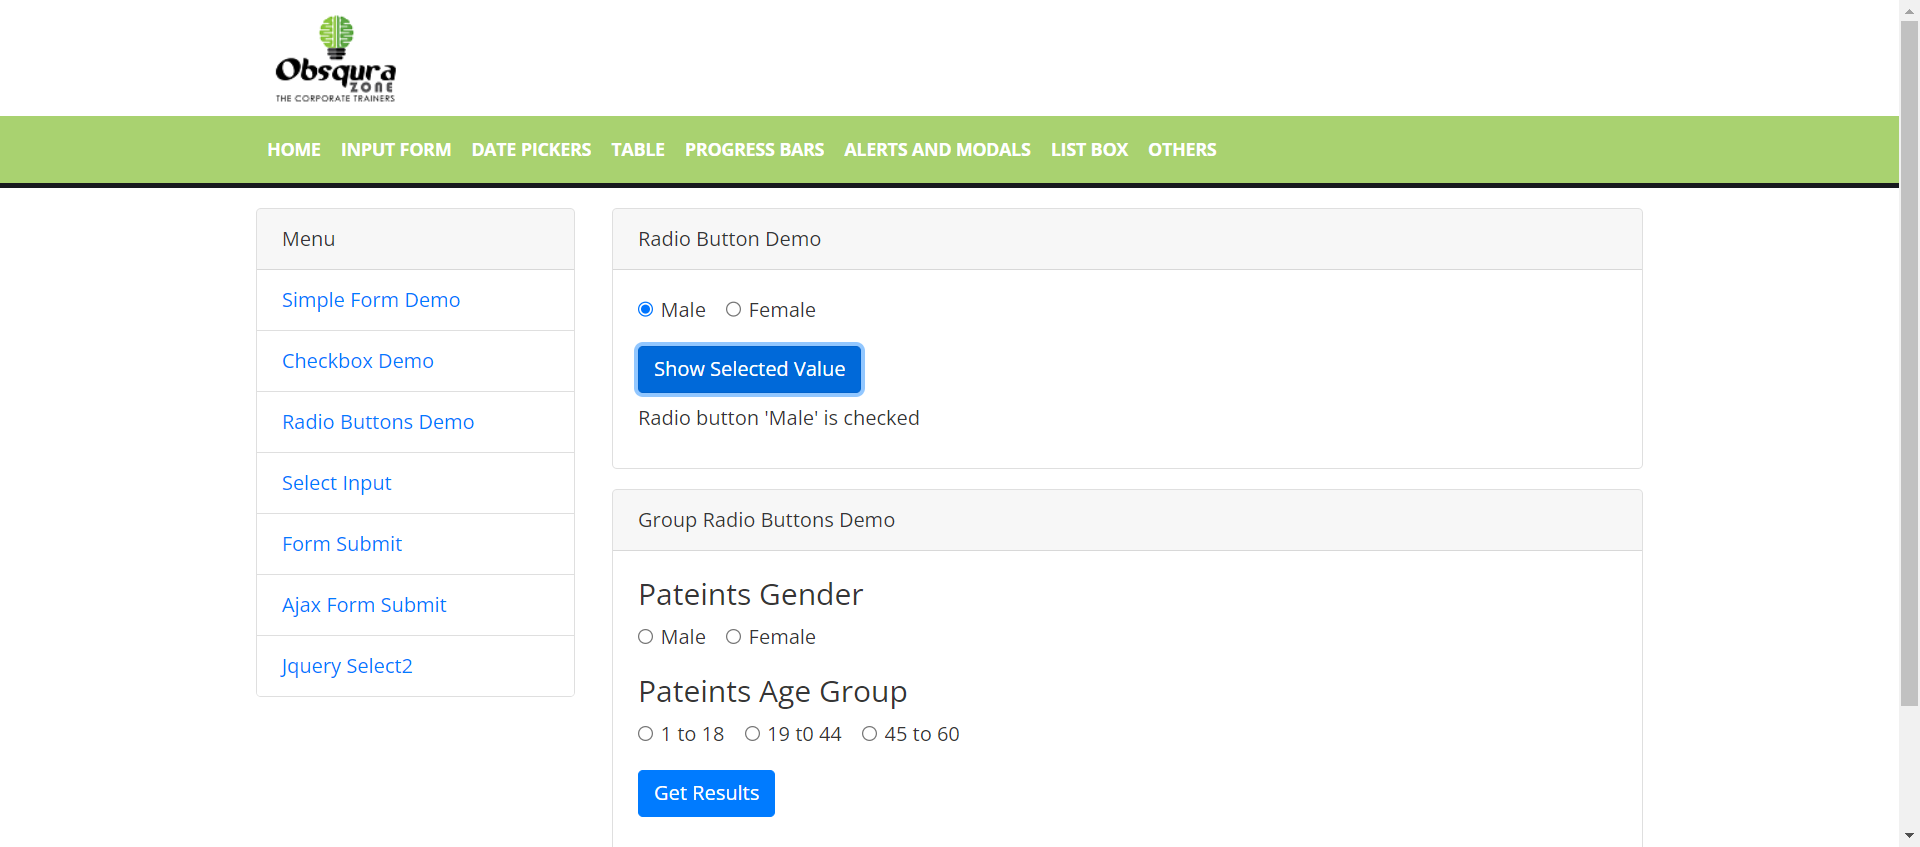 Obsqura
ZONE
THE CORPORATE TRAINERS
HOME INPUT FORM DATE PICKERS TABLE PROGRESS BARS ALERTS AND MODALS LIST BOX OTHERS
Menu
Simple Form Demo
Checkbox Demo
Radio Buttons Demo
Select Input
Form Submit
Ajax Form Submit
Jquery Select2
Radio Button Demo
Male Female
Show Selected Value
Radio button 'Male' is checked
Group Radio Buttons Demo
Pateints Gender
Male Female
Pateints Age Group
1 to 18 19 t0 44 45 to 60
Get Results